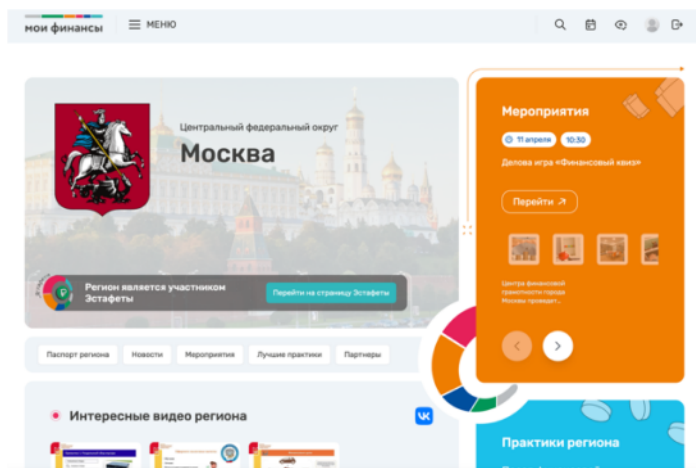 мои финансы
МЕНЮ
Центральный федеральный округ
Москва
Регион является участником
Эстафеты
Перейти на страницу Эстафеты
Мероприятия
11 апреля 10:30
Делова игра «Финансовый квиз»
Перейти
Центра финансовой
грамотности города
Москвы проведет...
Паспорт региона Новости Мероприятия Лучшие практики Партнеры
Интересные видео региона
Практики региона